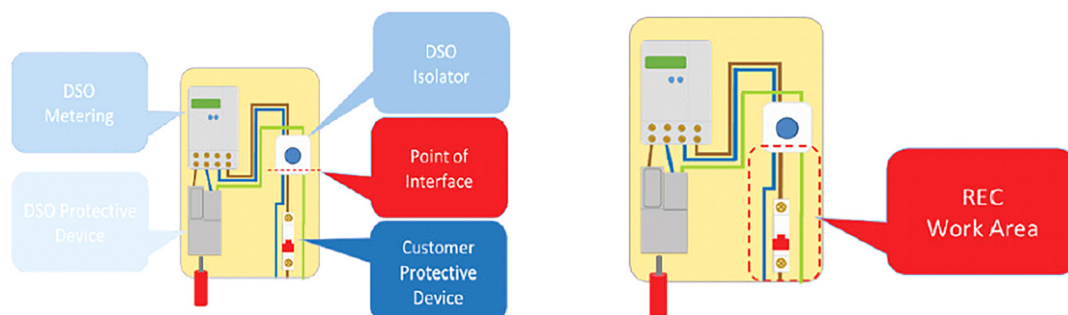 DSO
Metering
DSO Protective
Device
DSO
Isolator
Point of
Interface
Customer
Protective
Device
REC
Work Area